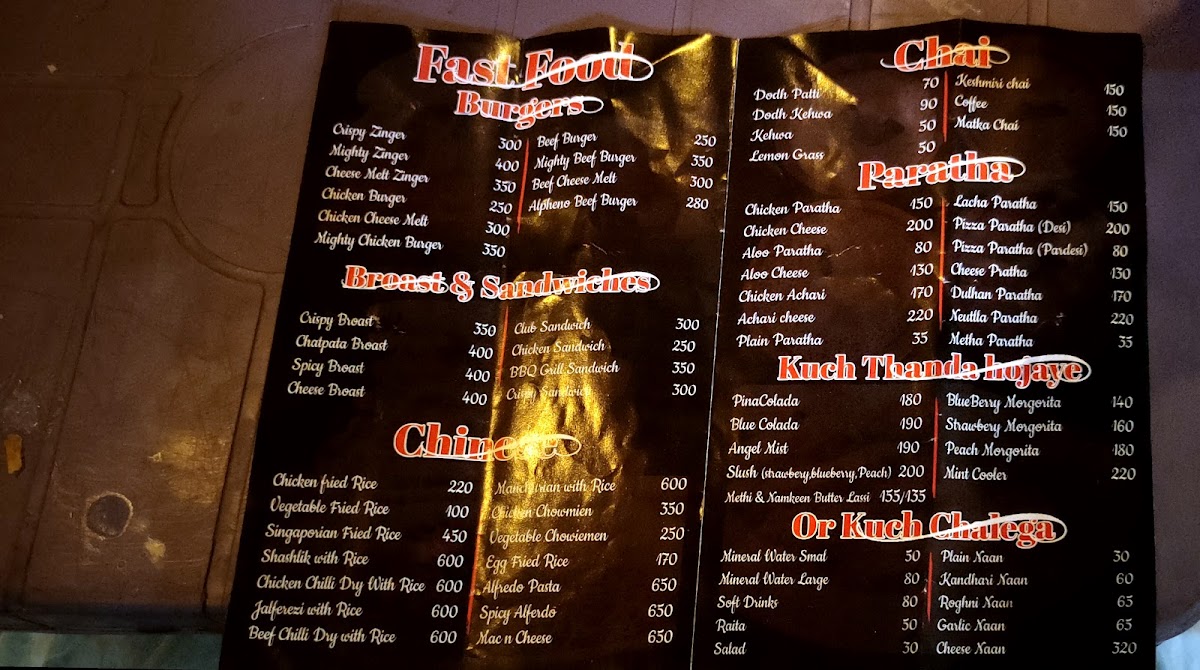 Fast Food
Burgers
Crispy Zinger 300
Mighty Zinger 400
Cheese Melt Zinger 350
Chicken Burger 250
Chicken Cheese Melt 300
Mighty Chicken Burger 350
Beef Burger 250
Mighty Beef Burger 350
Beef Cheese Melt 300
Alpheno Beef Burger 280
Broast & Sandwiches
Crispy Broast 350
Chatpata Broast 400
Spicy Broast 400
Cheese Broast 400
Club Sandwich 300
Chicken Sandwich 250
BBQ Grill Sandwich 350
Crispy Sandwich 300
Chinese
Chicken fried Rice 220
Vegetable Fried Rice 100
Singaporian Fried Rice 450
Shashlik with Rice 600
Chicken Chilli Dry With Rice 600
Jalferezi with Rice 600
Beef Chilli Dry with Rice 600
Manchurian with Rice 600
Chicken Chowmien 350
Vegetable Chowiemen 250
Egg Fried Rice 170
Alfredo Pasta 650
Spicy Alferdo 650
Mac n Cheese 650
Chai
Dodh Patti 70
Dodh Kehwa 90
Kehwa 50
Lemon Grass 50
Keshmiri chai 150
Coffee 150
Matka Chai 150
Paratha
Chicken Paratha 150
Chicken Cheese 200
Aloo Paratha 80
Aloo Cheese 130
Chicken Achari 170
Achari cheese 220
Plain Paratha 35
Lacha Paratha 150
Pizza Paratha (Desi) 200
Pizza Paratha (Pardesi) 80
Cheese Pratha 130
Dulhan Paratha 170
Neutlla Paratha 220
Metha Paratha 35
Kuch Thanda hojaye
PinaColada 180
Blue Colada 190
Angel Mist 190
Slush (strawbery,blueberry,Peach) 200
Methi & Namkeen Butter Lassi 155/135
BlueBerry Morgorita 140
Strawbery Morgorita 160
Peach Morgorita 180
Mint Cooler 220
Or Kuch Chalega
Mineral Water Smal 50
Mineral Water Large 80
Soft Drinks 80
Raita 50
Salad 30
Plain Naan 30
Kandhari Naan 60
Roghni Naan 65
Garlic Naan 65
Cheese Naan 320